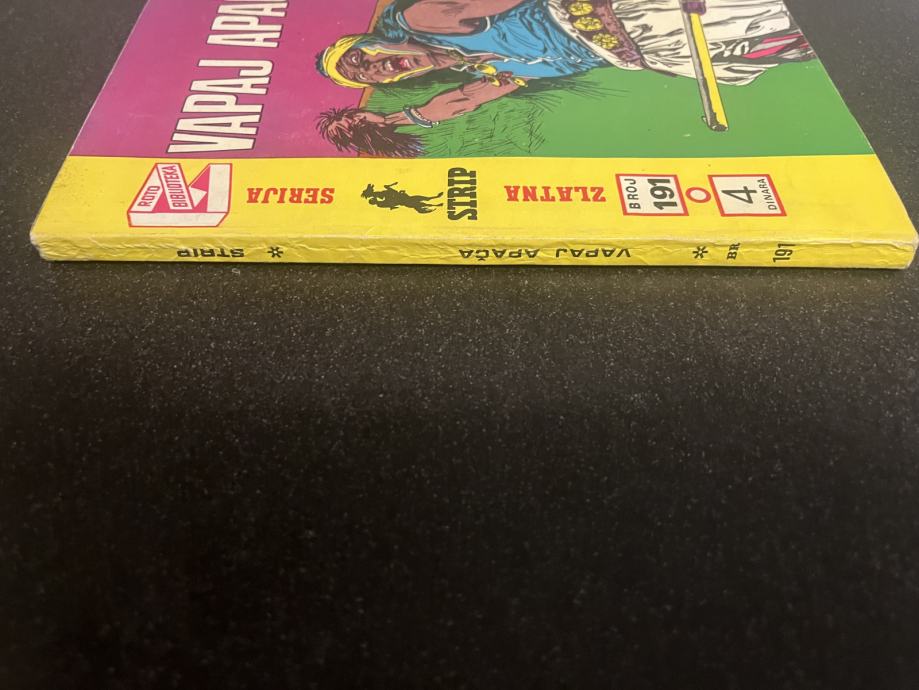 VAPAJ APA
ROTO
BIBLIOTEKA
ZLATNA
STRIP
SERIJA
BROJ
191
4
DINARA
STRIP * VAPAJ APAČA * BR 191